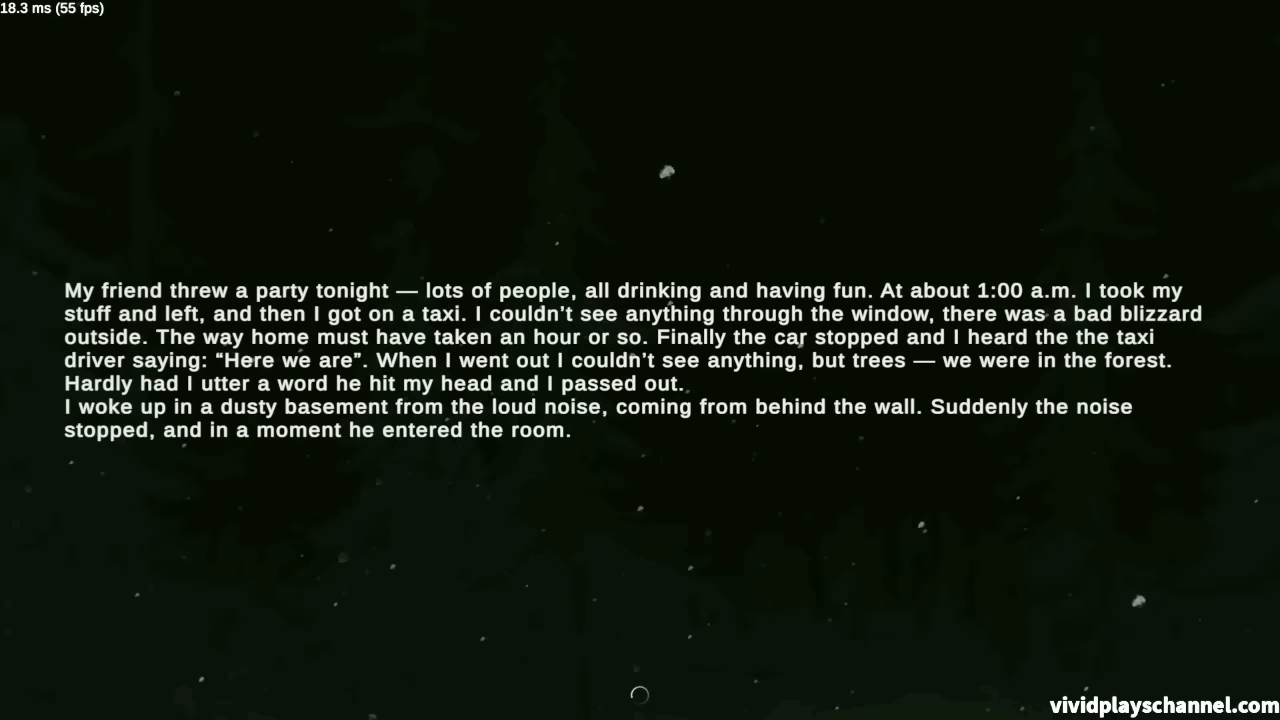 18.3 ms (55 fps)
My friend threw a party tonight — lots of people, all drinking and having fun. At about 1:00 a.m. I took my
stuff and left, and then I got on a taxi. I couldn't see anything through the window, there was a bad blizzard
outside. The way home must have taken an hour or so. Finally the car stopped and I heard the the taxi
driver saying: “Here we are”. When I went out I couldn't see anything, but trees — we were in the forest.
Hardly had I utter a word he hit my head and I passed out.
I woke up in a dusty basement from the loud noise, coming from behind the wall. Suddenly the noise
stopped, and in a moment he entered the room.
vividplayschannel.com